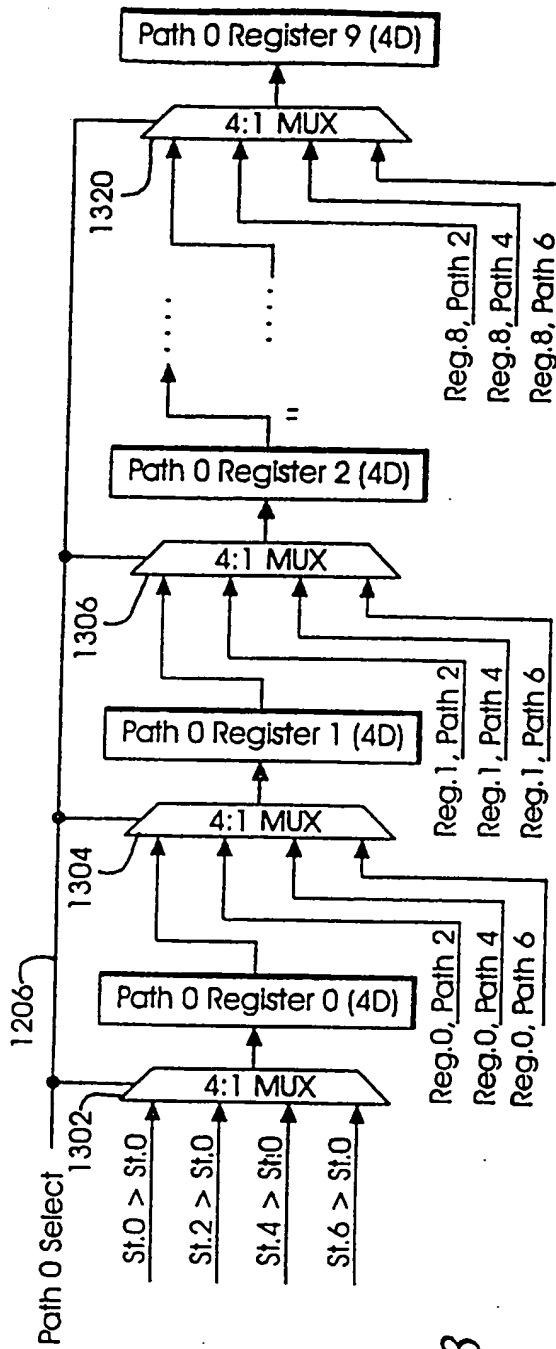 Path 0 Select
1206
1302
St.0 > St.0
St.2 > St.0
St.4 > St.0
St.6 > St.0
4:1 MUX
Path 0 Register 0 (4D)
Reg.0, Path 2
Reg.0, Path 4
Reg.0, Path 6
1304
4:1 MUX
Path 0 Register 1 (4D)
Reg.1, Path 2
Reg.1, Path 4
Reg.1, Path 6
1306
4:1 MUX
Path 0 Register 2 (4D)
=
.....
.....
Reg.8, Path 2
Reg.8, Path 4
Reg.8, Path 6
1320
4:1 MUX
Path 0 Register 9 (4D)